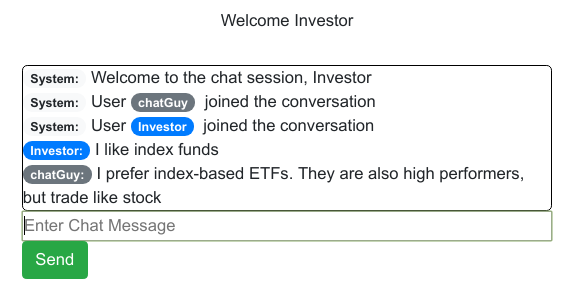 Welcome Investor
System: Welcome to the chat session, Investor
System: User chatGuy joined the conversation
System: User Investor joined the conversation
Investor: I like index funds
chatGuy: I prefer index-based ETFs. They are also high performers,
but trade like stock
Enter Chat Message
Send